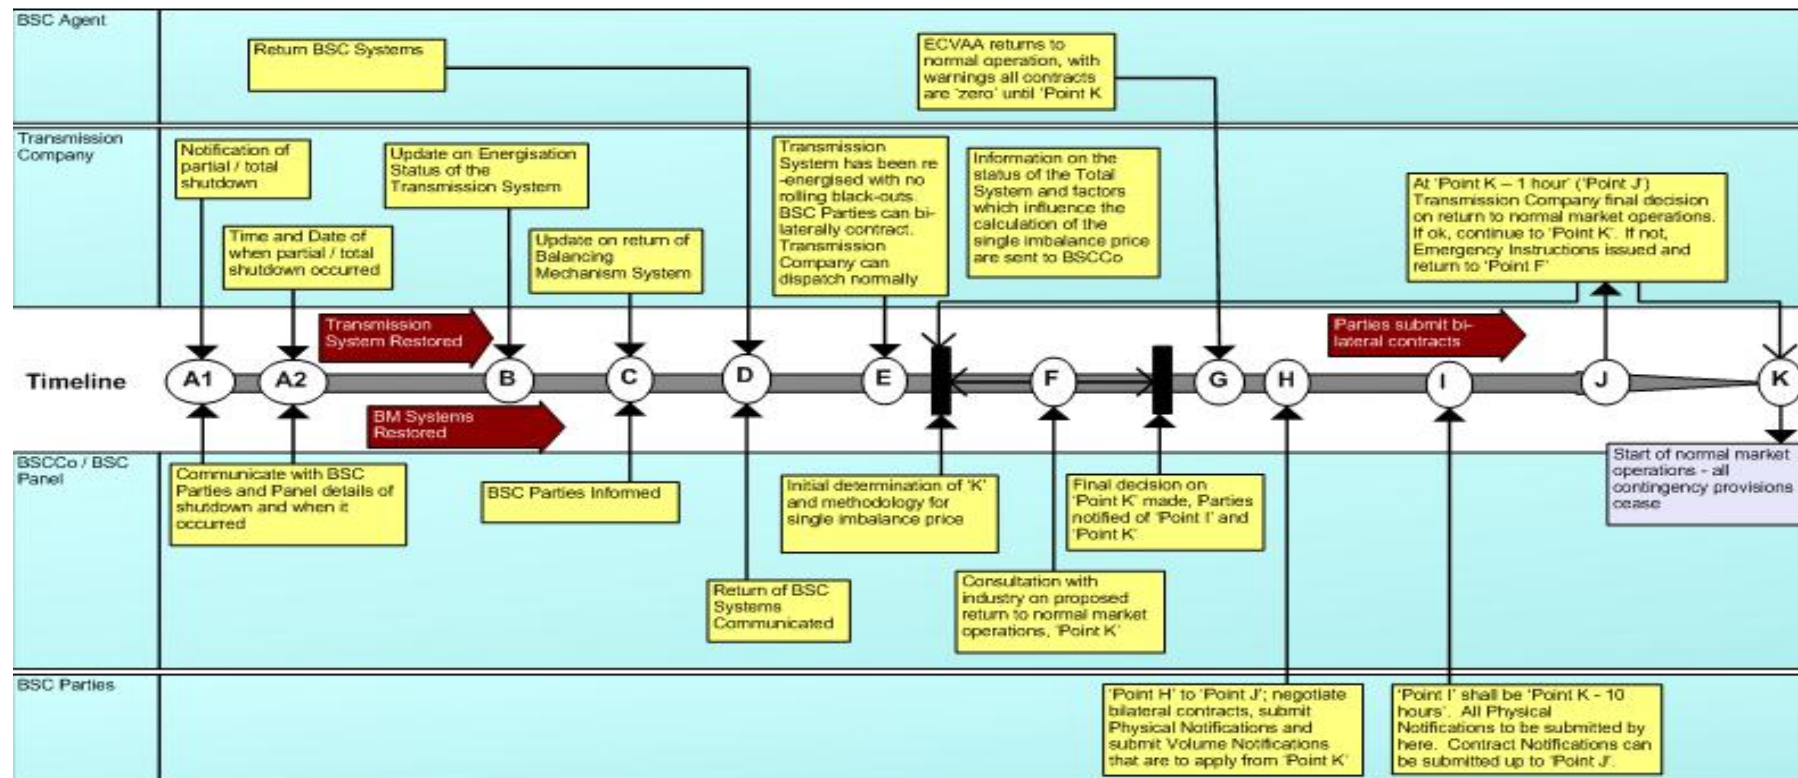 BSC Agent
Return BSC Systems
ECVAA returns to
normal operation, with
warnings all contracts
are 'zero' until 'Point K
Transmission
Company
Notification of
partial / total
shutdown
Time and Date of
when partial / total
shutdown occurred
Update on Energisation
Status of the
Transmission System
Update on return of
Balancing
Mechanism System
Transmission
System has been re
-energised with no
rolling black-outs.
BSC Parties can bi-
laterally contract.
Transmission
Company can
dispatch normally
Information on the
status of the Total
System and factors
which influence the
calculation of the
single imbalance price
are sent to BSCCo
At 'Point K – 1 hour' ('Point J')
Transmission Company final decision
on return to normal market operations.
If ok, continue to 'Point K'. If not,
Emergency Instructions issued and
return to 'Point F'
Transmission
System Restored
Parties submit bi-
lateral contracts
Timeline
A1
A2
B
C
D
E
F
G
H
I
J
K
BM Systems
Restored
BSCCo / BSC
Panel
Communicate with BSC
Parties and Panel details of
shutdown and when it
occurred
BSC Parties Informed
Return of BSC
Systems
Communicated
Initial determination of 'K'
and methodology for
single imbalance price
Consultation with
industry on proposed
return to normal market
operations, 'Point K'
Final decision on
'Point K' made, Parties
notified of 'Point I' and
'Point K'
Start of normal market
operations - all
contingency provisions
cease
BSC Parties
'Point H' to 'Point J'; negotiate
bilateral contracts, submit
Physical Notifications and
submit Volume Notifications
that are to apply from 'Point K'
'Point I' shall be 'Point K - 10
hours'. All Physical
Notifications to be submitted by
here. Contract Notifications can
be submitted up to 'Point J'.